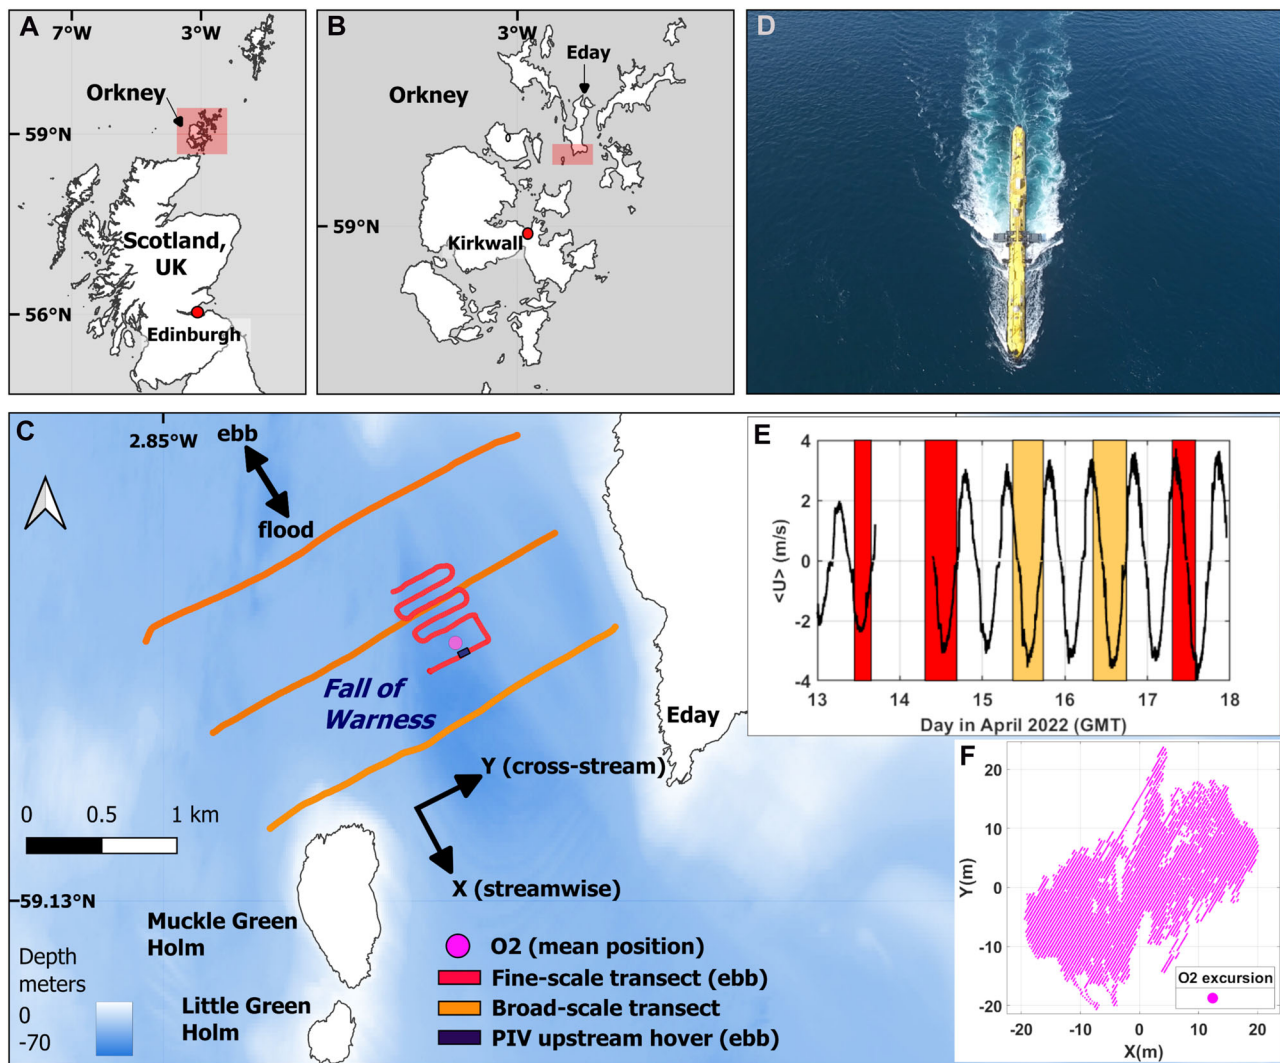 A
7°W
3°W
Orkney
59°N
Scotland,
UK
56°N
Edinburgh
B
3°W
Eday
Orkney
59°N
Kirkwall
D
C
2.85°W
ebb
flood
Fall of
Warness
Eday
Y (cross-stream)
X (streamwise)
0 0.5 1 km
59.13°N
Muckle Green
Holm
Little Green
Holm
Depth
meters
0
-70
O2 (mean position)
Fine-scale transect (ebb)
Broad-scale transect
PIV upstream hover (ebb)
E
4
2
0
-2
-4
<U> (m/s)
13 14 15 16 17 18
Day in April 2022 (GMT)
F
20
10
0
-10
-20
Y(m)
O2 excursion
-20 -10 0 10 20
X(m)